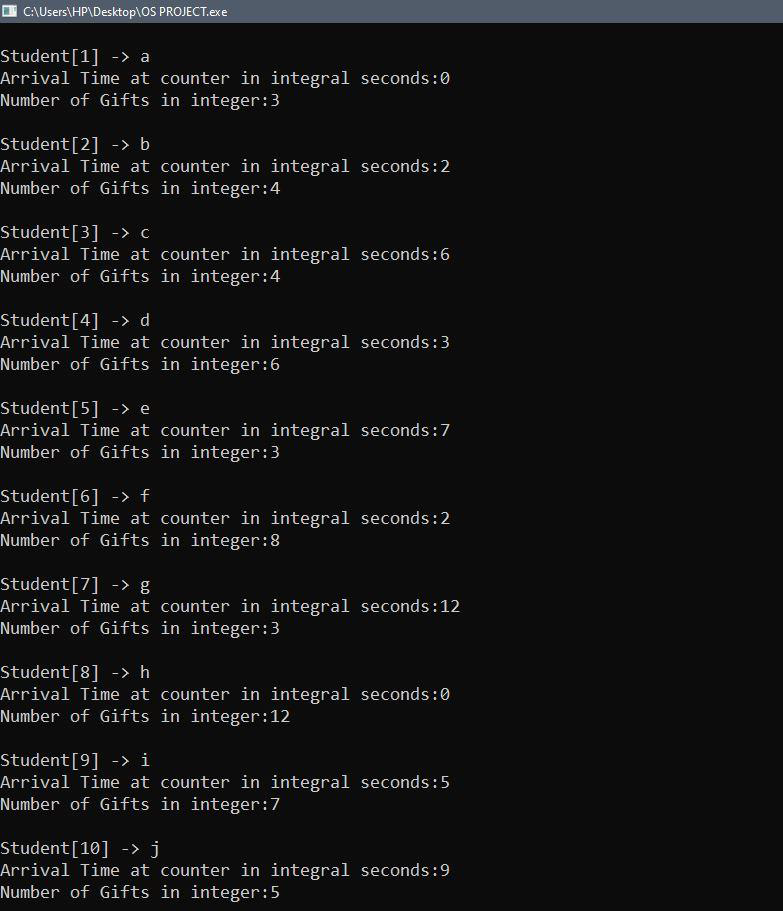 C:\Users\HP\Desktop\OS PROJECT.exe
Student[1] -> a
Arrival Time at counter in integral seconds:0
Number of Gifts in integer:3
Student[2] -> b
Arrival Time at counter in integral seconds:2
Number of Gifts in integer:4
Student[3] -> c
Arrival Time at counter in integral seconds:6
Number of Gifts in integer:4
Student[4] -> d
Arrival Time at counter in integral seconds:3
Number of Gifts in integer:6
Student[5] -> e
Arrival Time at counter in integral seconds:7
Number of Gifts in integer:3
Student[6] -> f
Arrival Time at counter in integral seconds:2
Number of Gifts in integer:8
Student[7] -> g
Arrival Time at counter in integral seconds:12
Number of Gifts in integer:3
Student[8] -> h
Arrival Time at counter in integral seconds:0
Number of Gifts in integer:12
Student[9] -> i
Arrival Time at counter in integral seconds:5
Number of Gifts in integer:7
Student[10] -> j
Arrival Time at counter in integral seconds:9
Number of Gifts in integer:5